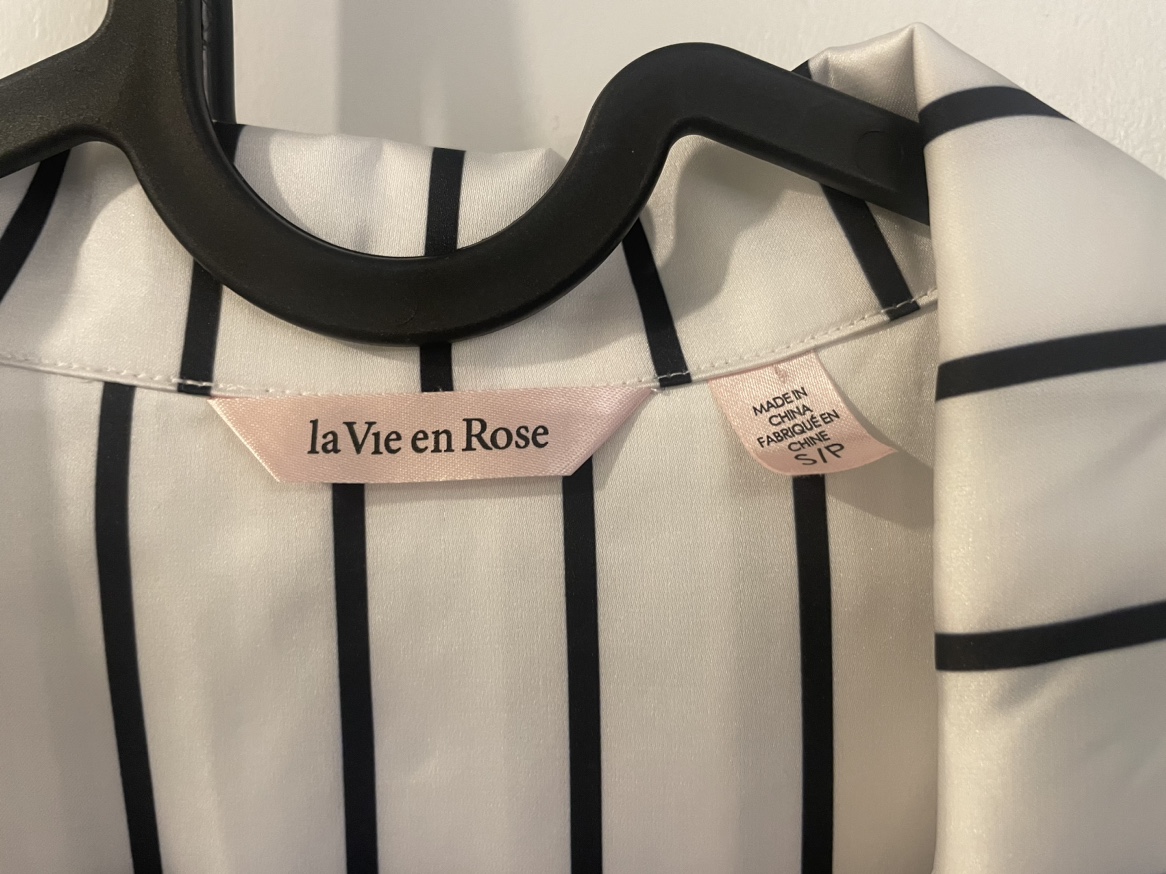 la Vie en Rose
MADE IN
CHINA
FABRIQUÉ EN
CHINE
S/P